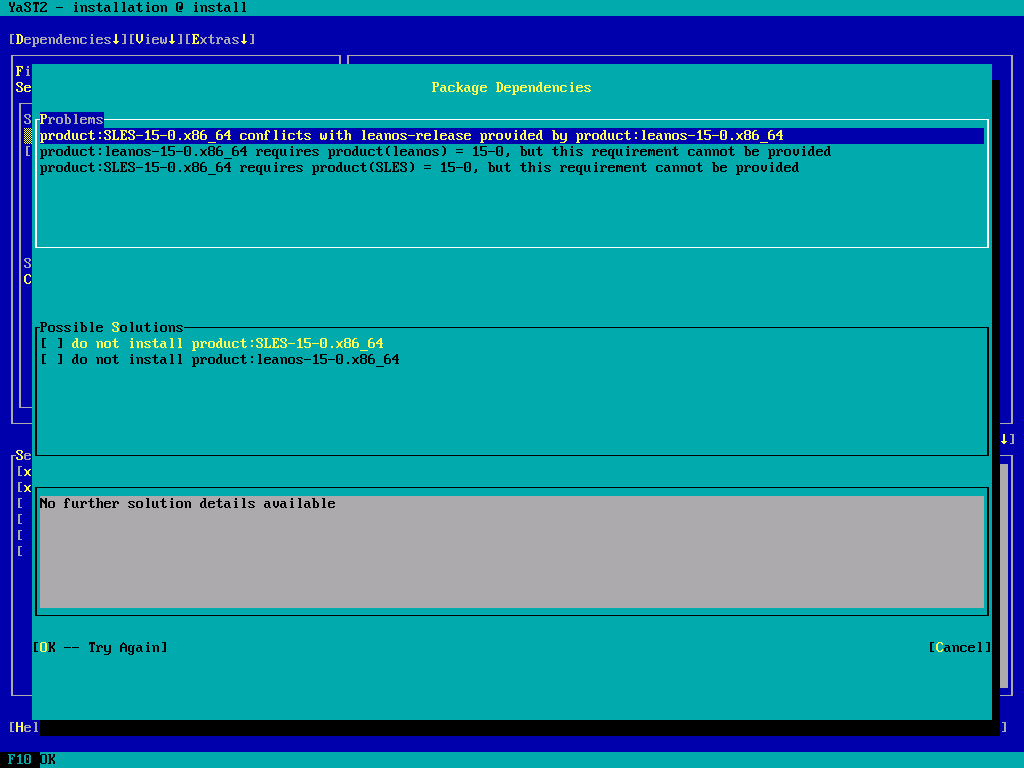 YaST2 - installation @ install
[Dependencies↓][View↓][Extras↓]
Fi
Se
Package Dependencies
S
Problems
product:SLES-15-0.x86_64 conflicts with leanos-release provided by product:leanos-15-0.x86_64
[
product:leanos-15-0.x86_64 requires product(leanos) = 15-0, but this requirement cannot be provided
product:SLES-15-0.x86_64 requires product(SLES) = 15-0, but this requirement cannot be provided
S
C
Possible Solutions
[ ] do not install product:SLES-15-0.x86_64
[ ] do not install product:leanos-15-0.x86_64
↓]
Se
[x
[x
[
[
[
[
No further solution details available
[OK -- Try Again]
[Cancel]
[Hel
]
F10 OK